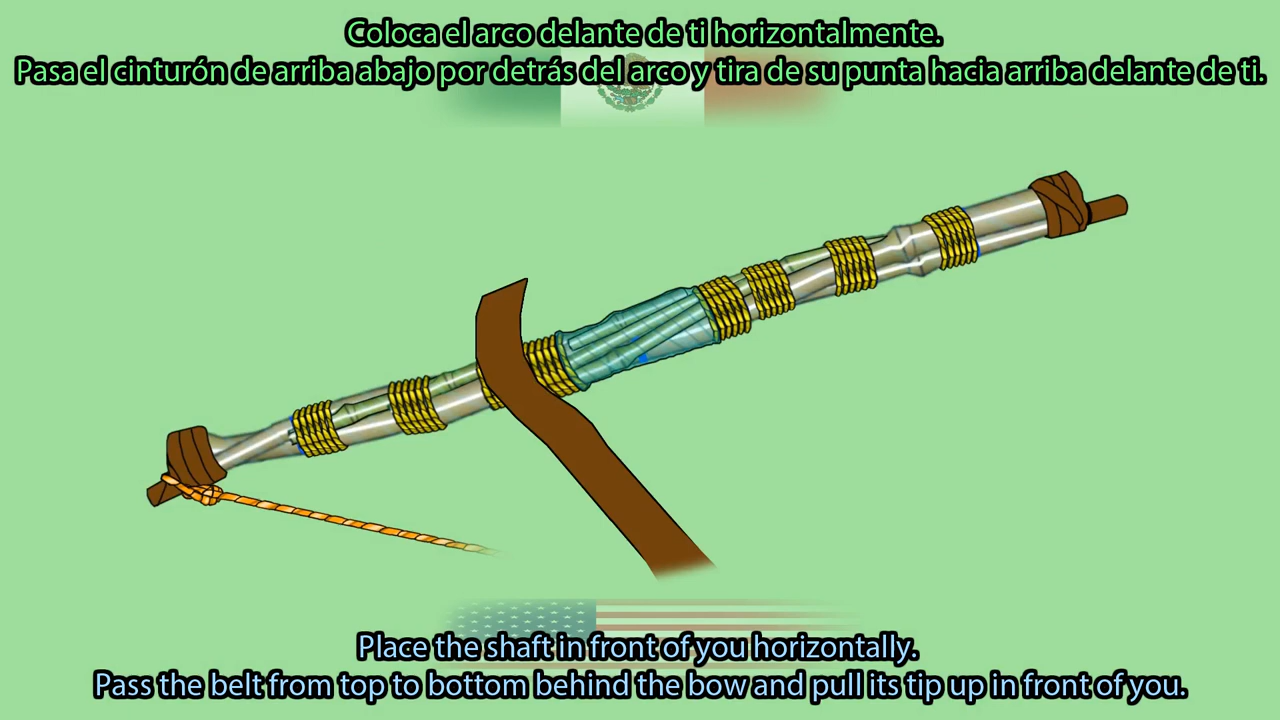 Coloca el arco delante de ti horizontalmente.
Pasa el cinturón de arriba abajo por detrás del arco y tira de su punta hacia arriba delante de ti.
Place the shaft in front of you horizontally.
Pass the belt from top to bottom behind the bow and pull its tip up in front of you.